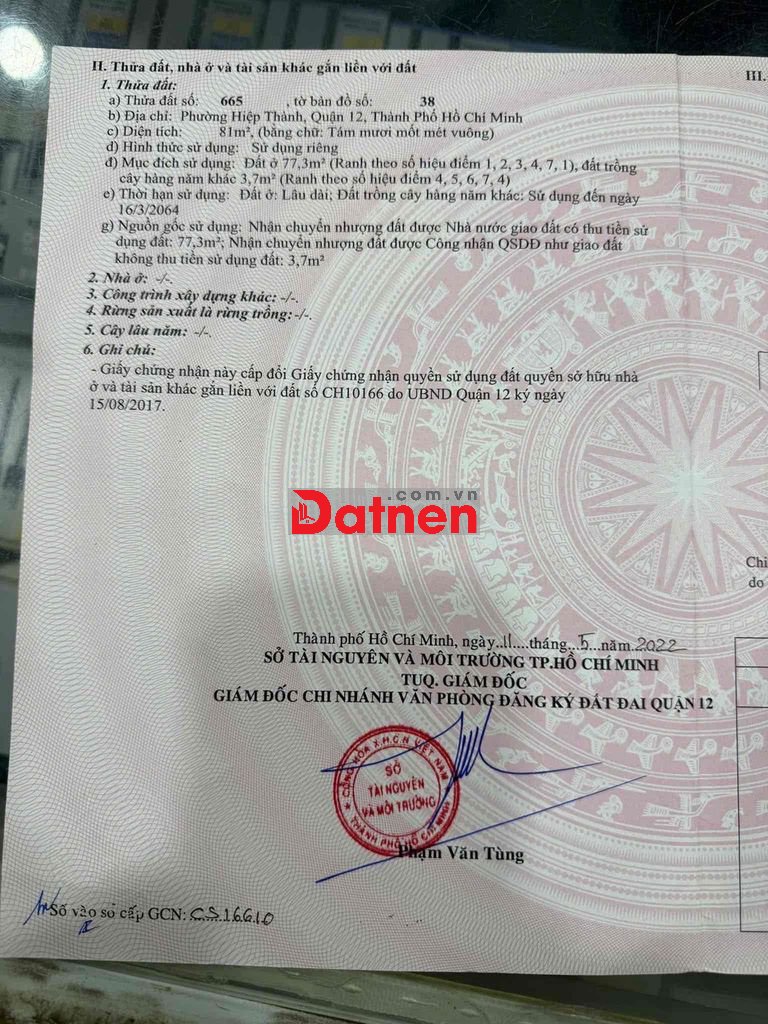 II. Thửa đất, nhà ở và tài sản khác gắn liền với đất
III.
1. Thửa đất:
a) Thửa đất số: 665 , tờ bản đồ số: 38
b) Địa chỉ: Phường Hiệp Thành, Quận 12, Thành Phố Hồ Chí Minh
c) Diện tích: 81m², (bằng chữ: Tám mươi mốt mét vuông)
d) Hình thức sử dụng: Sử dụng riêng
đ) Mục đích sử dụng: Đất ở 77,3m² (Ranh theo số hiệu điểm 1, 2, 3, 4, 7, 1), đất trồng
cây hàng năm khác 3,7m² (Ranh theo số hiệu điểm 4, 5, 6, 7, 4)
e) Thời hạn sử dụng: Đất ở: Lâu dài; Đất trồng cây hàng năm khác: Sử dụng đến ngày
16/3/2064
g) Nguồn gốc sử dụng: Nhận chuyển nhượng đất được Nhà nước giao đất có thu tiền sử
dụng đất: 77,3m²; Nhận chuyển nhượng đất được Công nhận QSDĐ như giao đất
không thu tiền sử dụng đất: 3,7m²
2. Nhà ở: -/-.
3. Công trình xây dựng khác: -/-.
4. Rừng sản xuất là rừng trồng: -/-.
5. Cây lâu năm: -/-.
6. Ghi chú:
- Giấy chứng nhận này cấp đổi Giấy chứng nhận quyền sử dụng đất quyền sở hữu nhà
ở và tài sản khác gắn liền với đất số CH10166 do UBND Quận 12 ký ngày
15/08/2017.
.com.vn
Datnen
Chi
do
Thành phố Hồ Chí Minh, ngày..11....tháng...5...năm.2022
SỞ TÀI NGUYÊN VÀ MÔI TRƯỜNG TP.HỒ CHÍ MINH
TUQ. GIÁM ĐỐC
GIÁM ĐỐC CHI NHÁNH VĂN PHÒNG ĐĂNG KÝ ĐẤT ĐAI QUẬN 12
CỘNG HÒA X.H.C.N VIỆT NAM
SỞ
TÀI NGUYÊN
VÀ MÔI TRƯỜNG
THÀNH PHỐ HỒ CHÍ MINH
Phạm Văn Tùng
Số vào sổ cấp GCN: CS16610